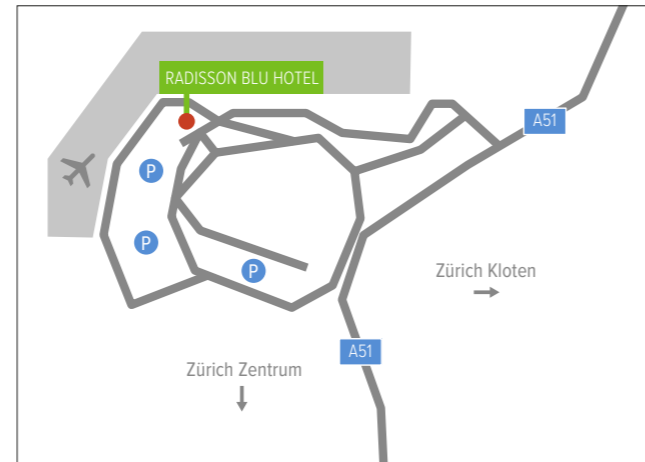 RADISSON BLU HOTEL
A51
P
P
Zürich Kloten
P
A51
Zürich Zentrum